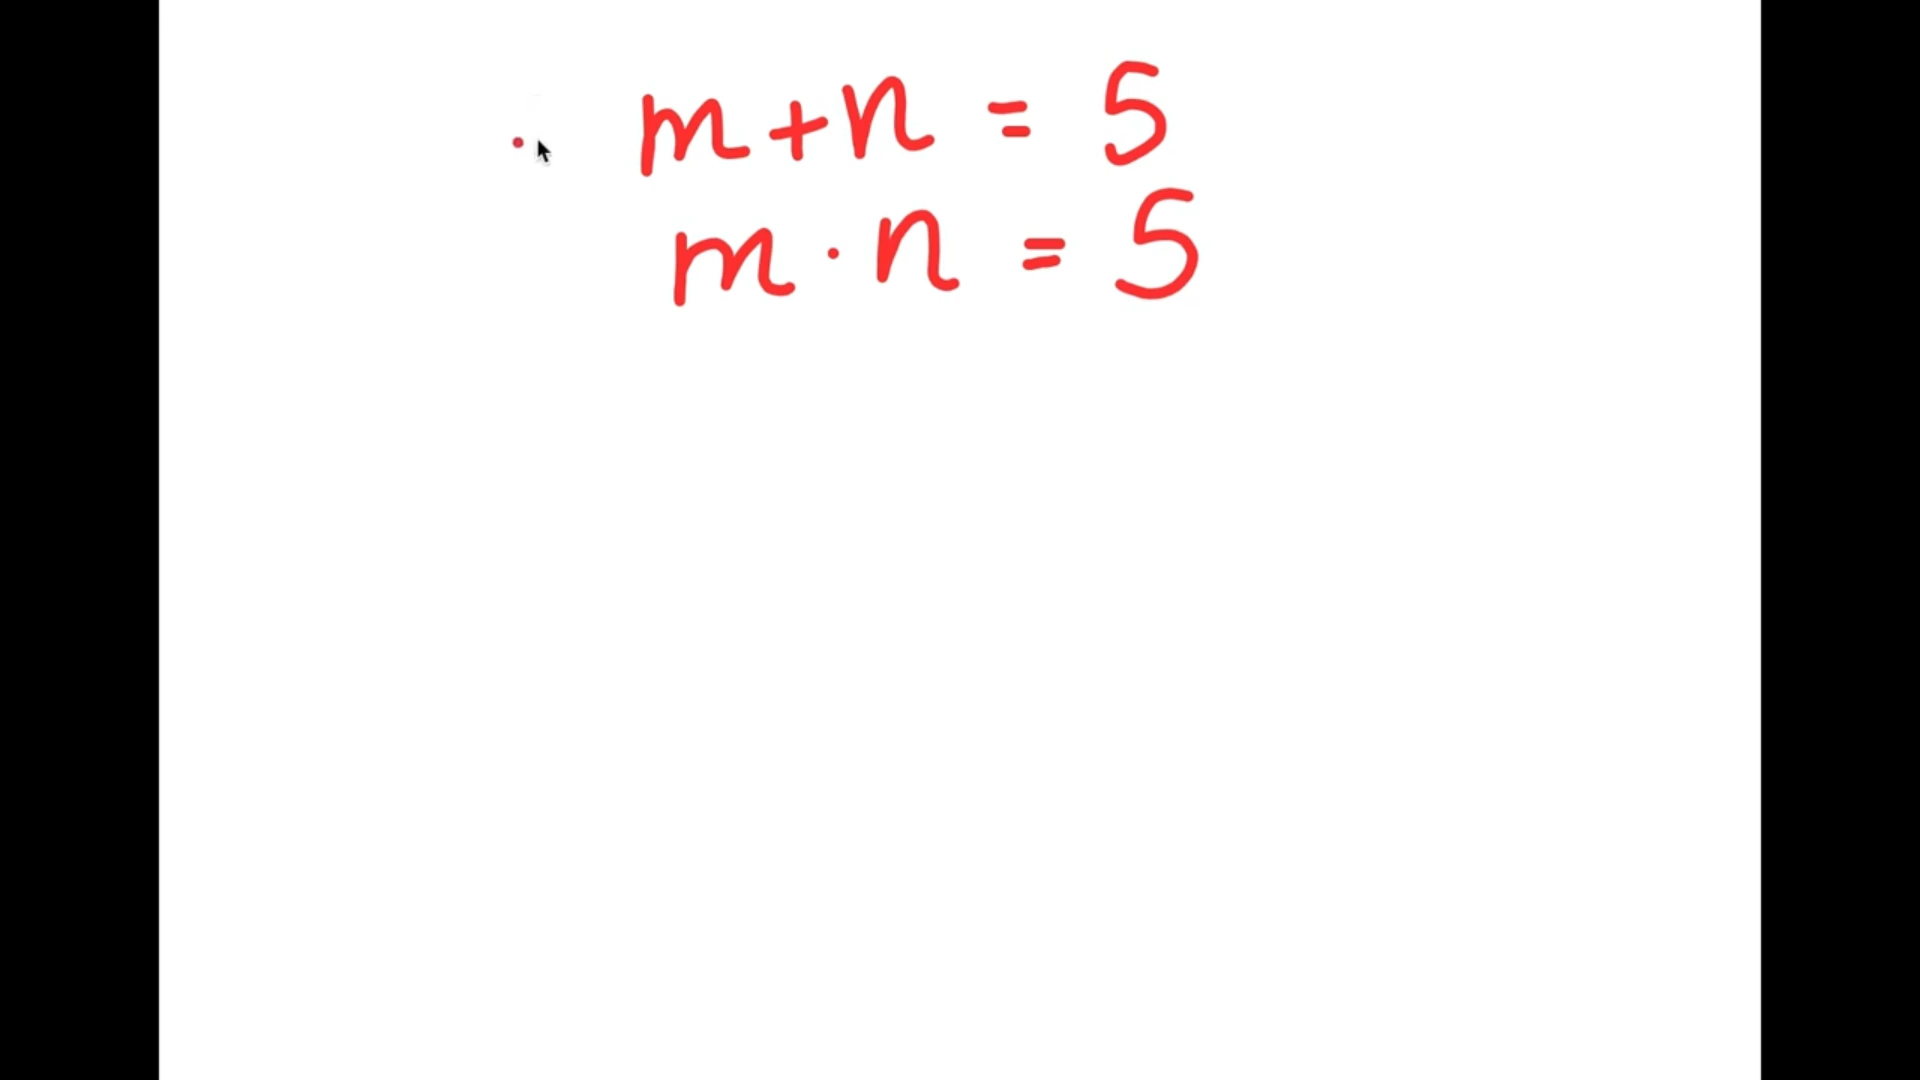 m+n = 5
m · n = 5